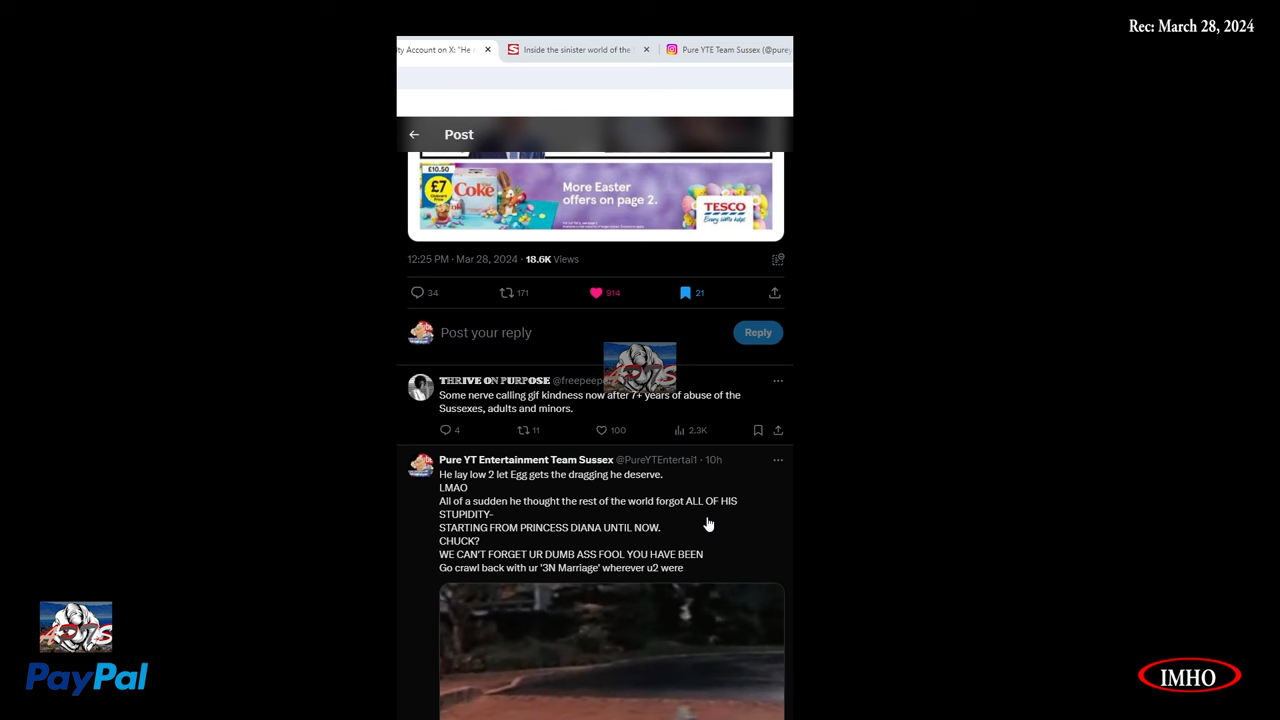 Rec: March 28, 2024
ty Account on X: "He
Inside the sinister world of the
Pure YTE Team Sussex (@purey
Post
£10.50
£7
Clubcard Price
Coke
More Easter
offers on page 2.
TESCO
Every little helps
12:25 PM · Mar 28, 2024 · 18.6K Views
34 171 914 21
Post your reply
Reply
THRIVE ON PURPOSE @freepeep
Some nerve calling gif kindness now after 7+ years of abuse of the
Sussexes, adults and minors.
4 11 100 2.3K
Pure YT Entertainment Team Sussex @PureYTEntertai1 · 10h
He lay low 2 let Egg gets the dragging he deserve.
LMAO
All of a sudden he thought the rest of the world forgot ALL OF HIS
STUPIDITY-
STARTING FROM PRINCESS DIANA UNTIL NOW.
CHUCK?
WE CAN'T FORGET UR DUMB ASS FOOL YOU HAVE BEEN
Go crawl back with ur '3N Marriage' wherever u2 were
PayPal
IMHO